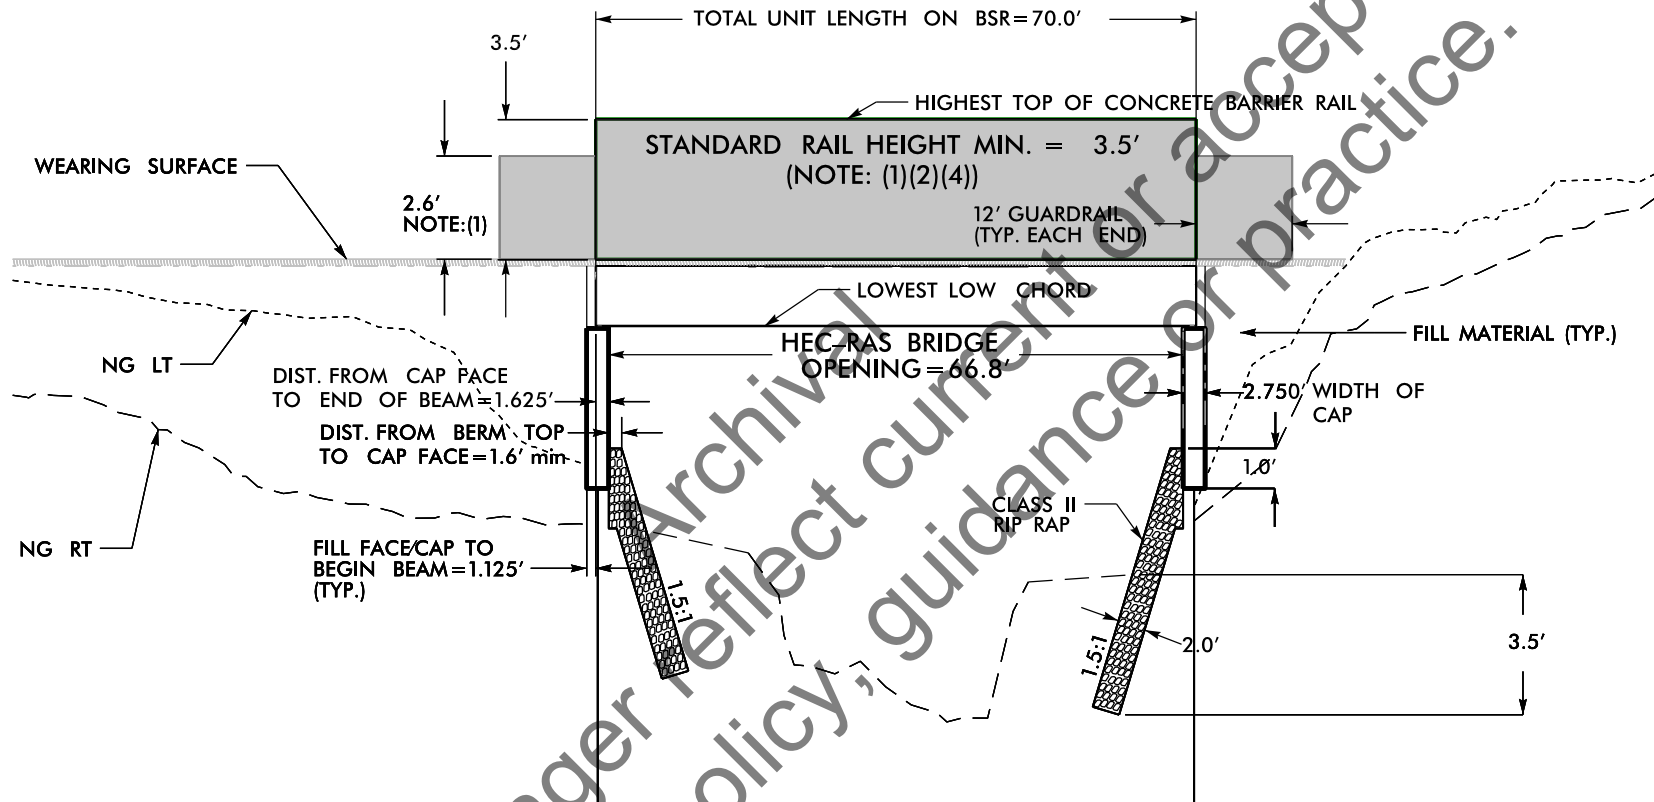 TOTAL UNIT LENGTH ON BSR=70.0'
3.5'
HIGHEST TOP OF CONCRETE BARRIER RAIL
STANDARD RAIL HEIGHT MIN. = 3.5'
(NOTE: (1)(2)(4))
WEARING SURFACE
2.6'
NOTE:(1)
12' GUARDRAIL
(TYP. EACH END)
LOWEST LOW CHORD
FILL MATERIAL (TYP.)
HEC-RAS BRIDGE
OPENING=66.8'
NG LT
DIST. FROM CAP FACE
TO END OF BEAM=1.625'
2.750 WIDTH OF
CAP
DIST. FROM BERM TOP
TO CAP FACE=1.6' min
1.0'
CLASS II
RIP RAP
NG RT
FILL FACE/CAP TO
BEGIN BEAM=1.125'
(TYP.)
1.5:1
1.5:1
2.0'
3.5'
Archival
reflect current or accep
olicy, guidance or practice.